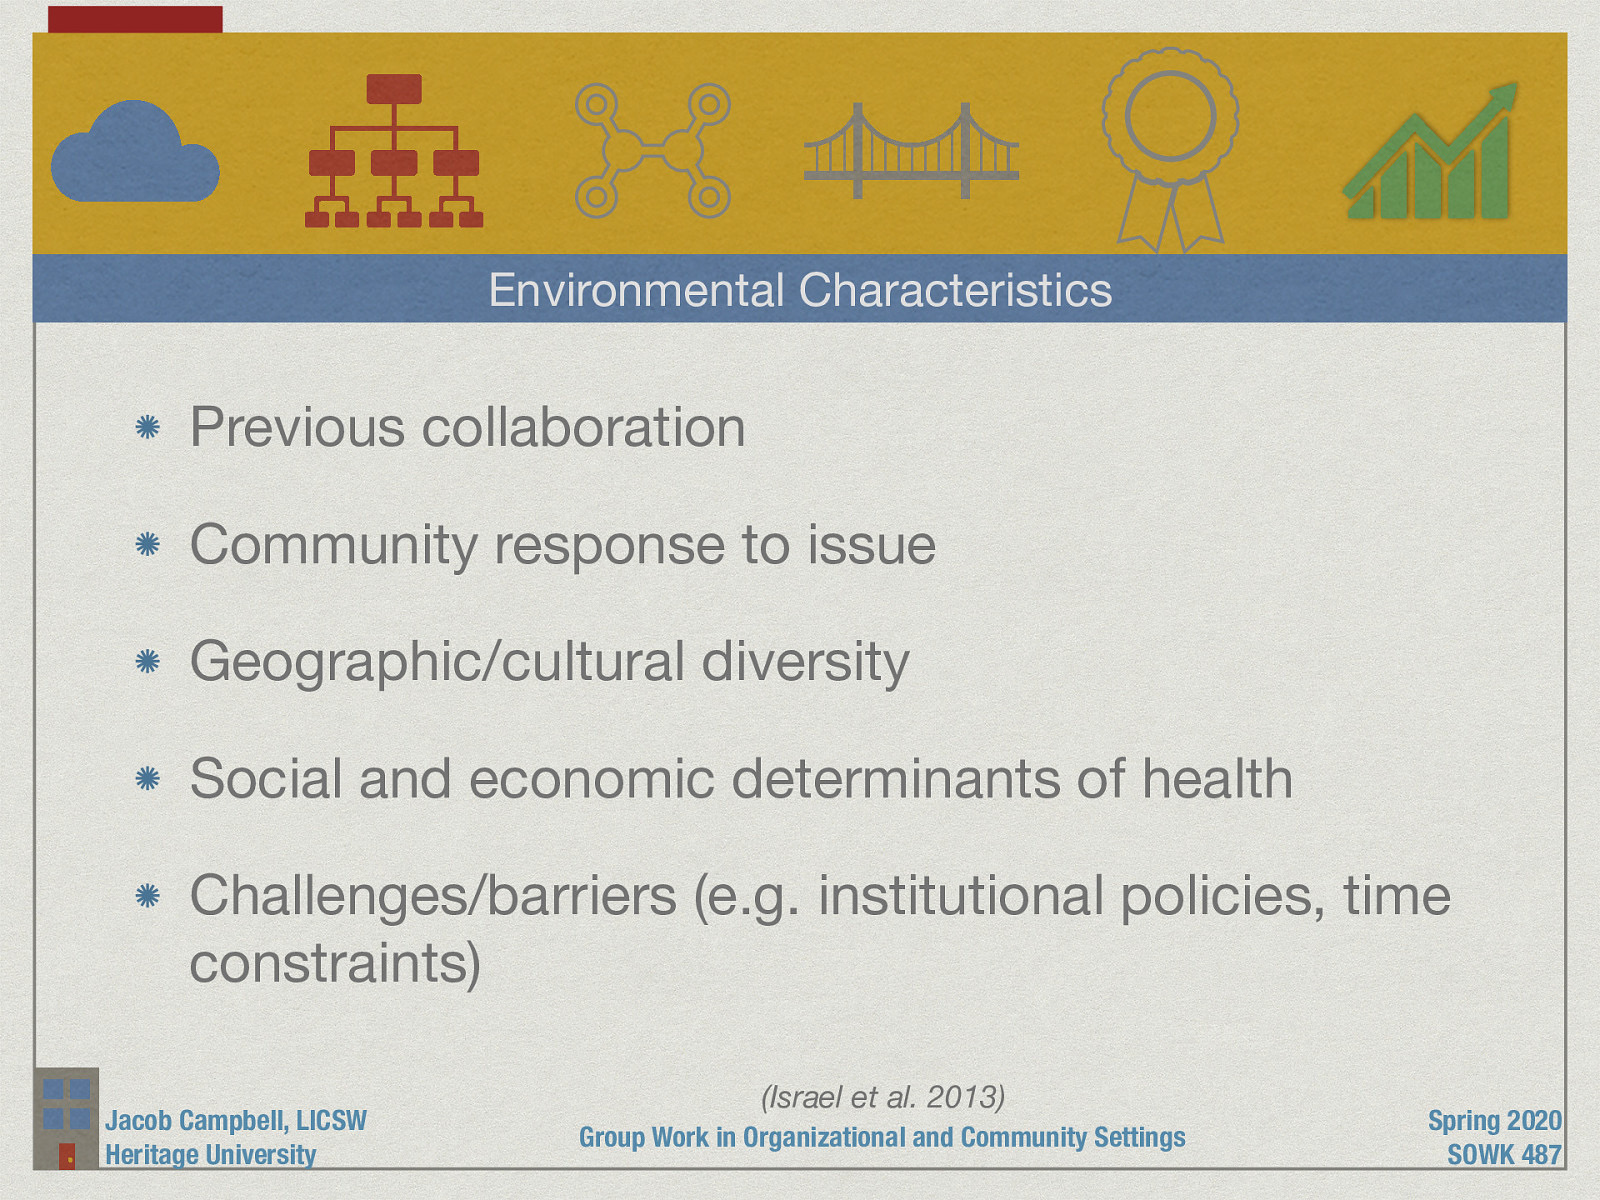 Environmental Characteristics
Previous collaboration
Community response to issue
Geographic/cultural diversity
Social and economic determinants of health
Challenges/barriers (e.g. institutional policies, time
constraints)
(Israel et al. 2013)
Jacob Campbell, LICSW
Heritage University
Group Work in Organizational and Community Settings
Spring 2020
SOWK 487